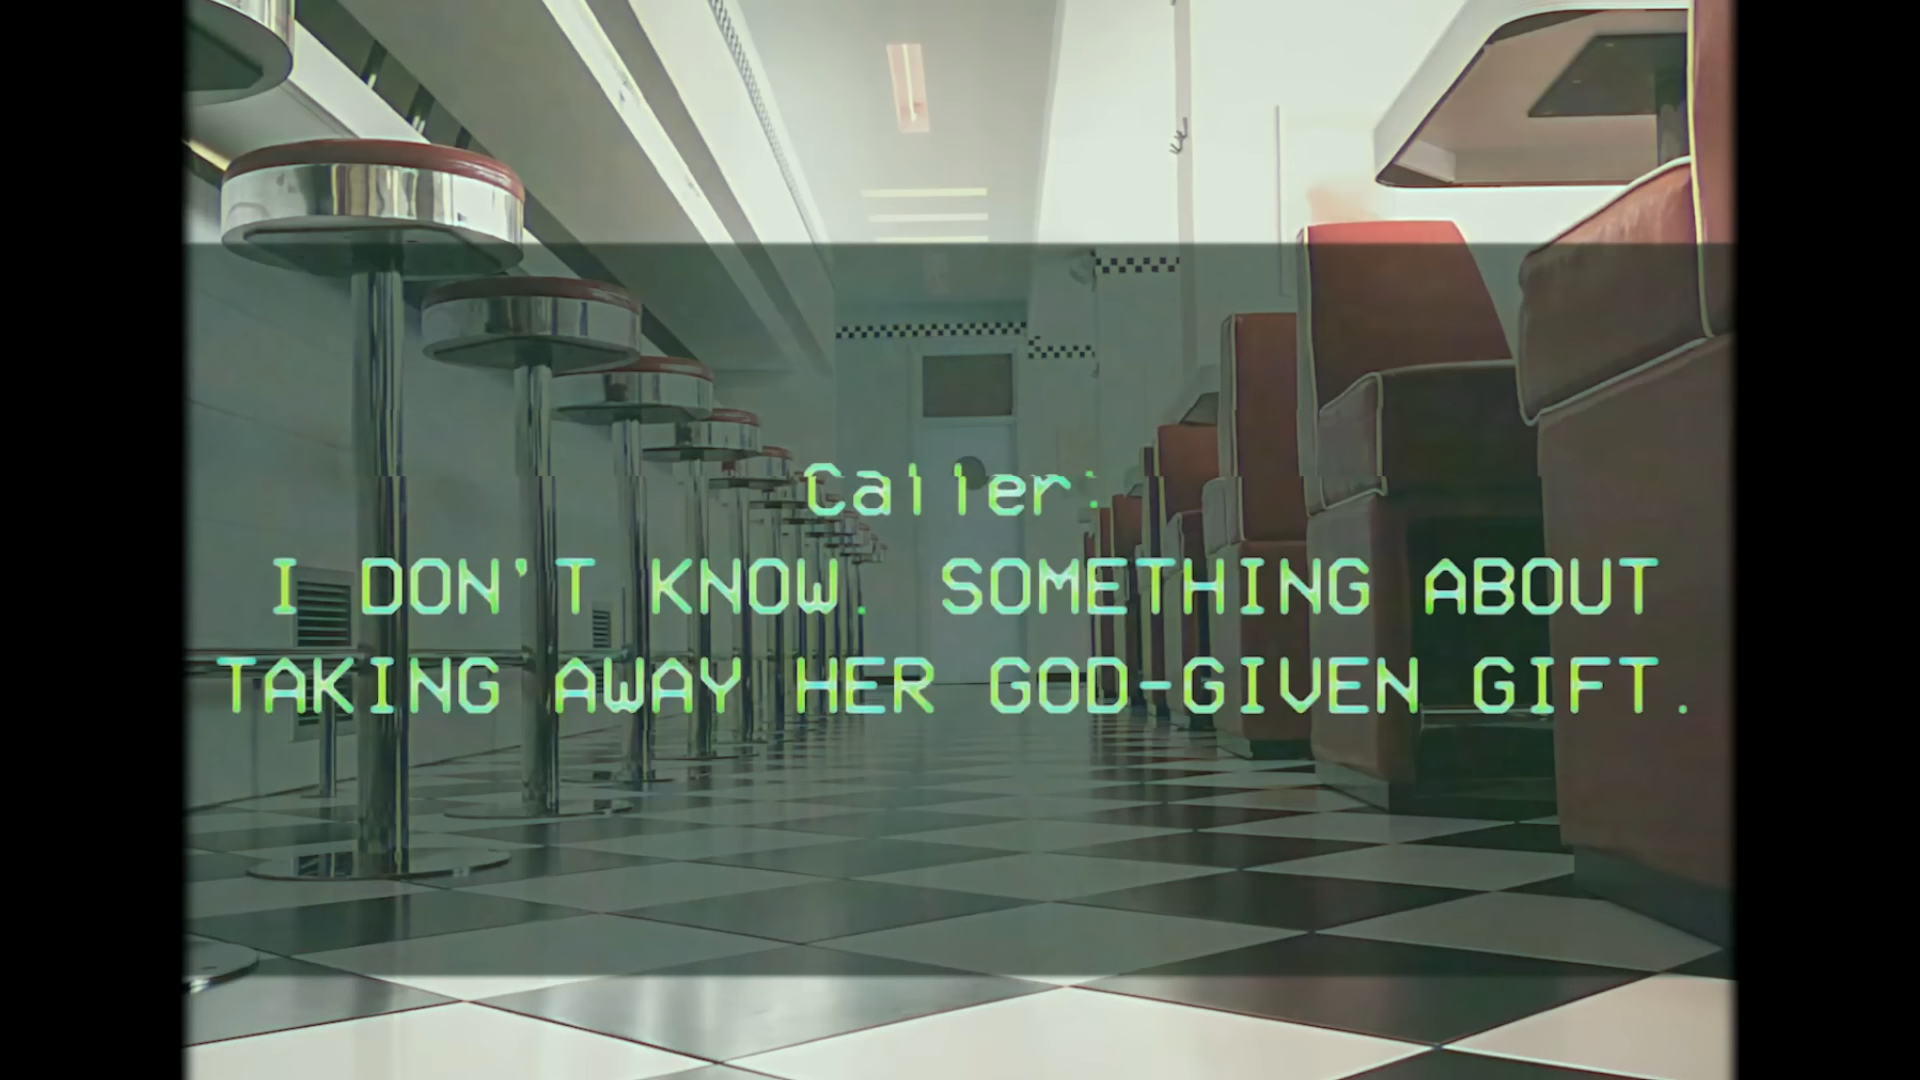 Caller:
I DON'T KNOW. SOMETHING ABOUT
TAKING AWAY HER GOD-GIVEN GIFT.